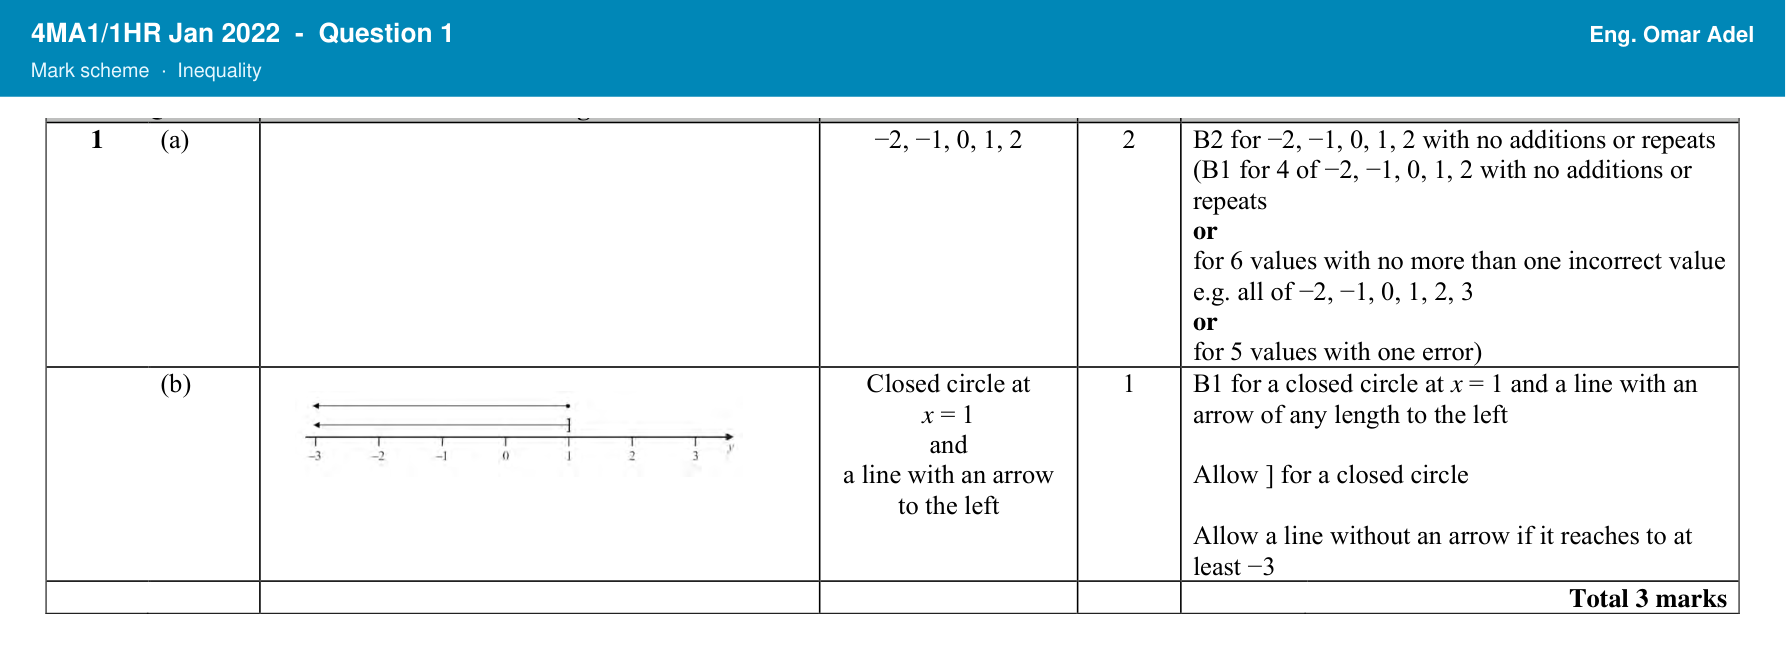 4MA1/1HR Jan 2022 - Question 1
Eng. Omar Adel
Mark scheme · Inequality
1 (a) −2, −1, 0, 1, 2 2 B2 for −2, −1, 0, 1, 2 with no additions or repeats
(B1 for 4 of −2, −1, 0, 1, 2 with no additions or
repeats
or
for 6 values with no more than one incorrect value
e.g. all of −2, −1, 0, 1, 2, 3
or
for 5 values with one error)
(b)
-3 -2 -1 0 1 2 3 y
Closed circle at
x = 1
and
a line with an arrow
to the left
1
B1 for a closed circle at x = 1 and a line with an
arrow of any length to the left
Allow ] for a closed circle
Allow a line without an arrow if it reaches to at
least −3
Total 3 marks